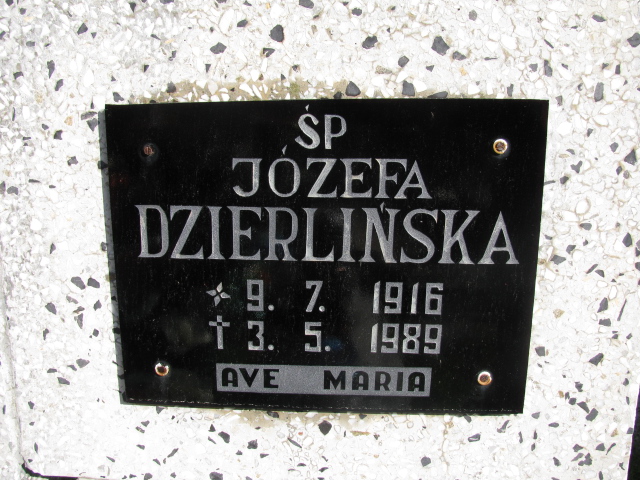 ŚP
JÓZEFA
DZIERLIŃSKA
9. 7. 1916
† 3. 5. 1989
AVE MARIA